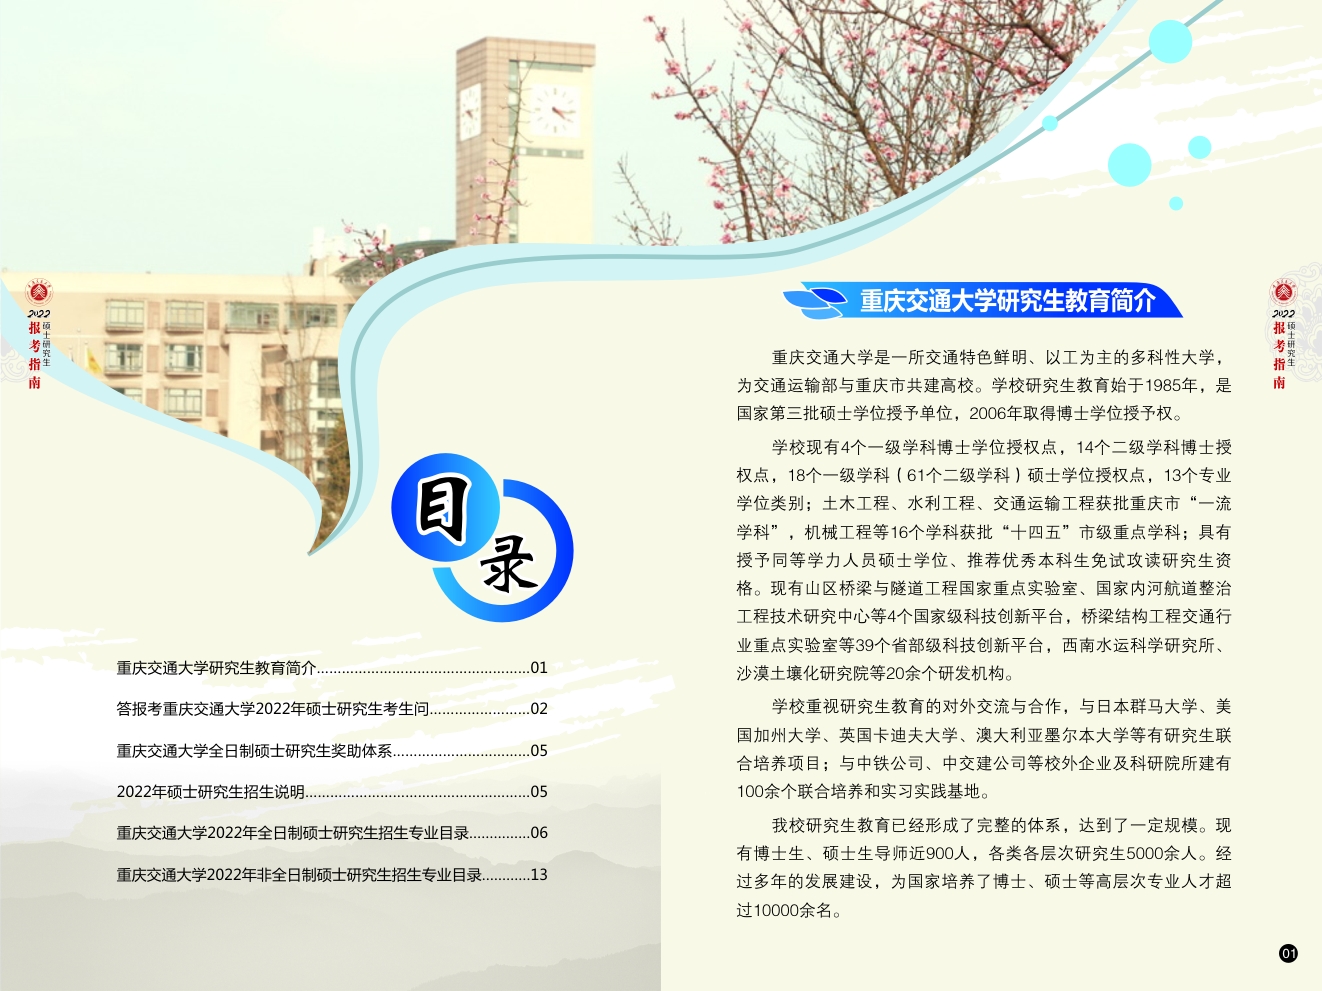 2022
硕士研究生
报考指南
目录
重庆交通大学研究生教育简介..................................................01
答报考重庆交通大学2022年硕士研究生考生问........................02
重庆交通大学全日制硕士研究生奖助体系.................................05
2022年硕士研究生招生说明......................................................05
重庆交通大学2022年全日制硕士研究生招生专业目录...............06
重庆交通大学2022年非全日制硕士研究生招生专业目录............13
重庆交通大学研究生教育简介
重庆交通大学是一所交通特色鲜明、以工为主的多科性大学，
为交通运输部与重庆市共建高校。学校研究生教育始于1985年，是
国家第三批硕士学位授予单位，2006年取得博士学位授予权。
学校现有4个一级学科博士学位授权点，14个二级学科博士授
权点，18个一级学科（61个二级学科）硕士学位授权点，13个专业
学位类别；土木工程、水利工程、交通运输工程获批重庆市“一流
学科”，机械工程等16个学科获批“十四五”市级重点学科；具有
授予同等学力人员硕士学位、推荐优秀本科生免试攻读研究生资
格。现有山区桥梁与隧道工程国家重点实验室、国家内河航道整治
工程技术研究中心等4个国家级科技创新平台，桥梁结构工程交通行
业重点实验室等39个省部级科技创新平台，西南水运科学研究所、
沙漠土壤化研究院等20余个研发机构。
学校重视研究生教育的对外交流与合作，与日本群马大学、美
国加州大学、英国卡迪夫大学、澳大利亚墨尔本大学等有研究生联
合培养项目；与中铁公司、中交建公司等校外企业及科研院所建有
100余个联合培养和实习实践基地。
我校研究生教育已经形成了完整的体系，达到了一定规模。现
有博士生、硕士生导师近900人，各类各层次研究生5000余人。经
过多年的发展建设，为国家培养了博士、硕士等高层次专业人才超
过10000余名。
2022
硕士研究生
报考指南
01